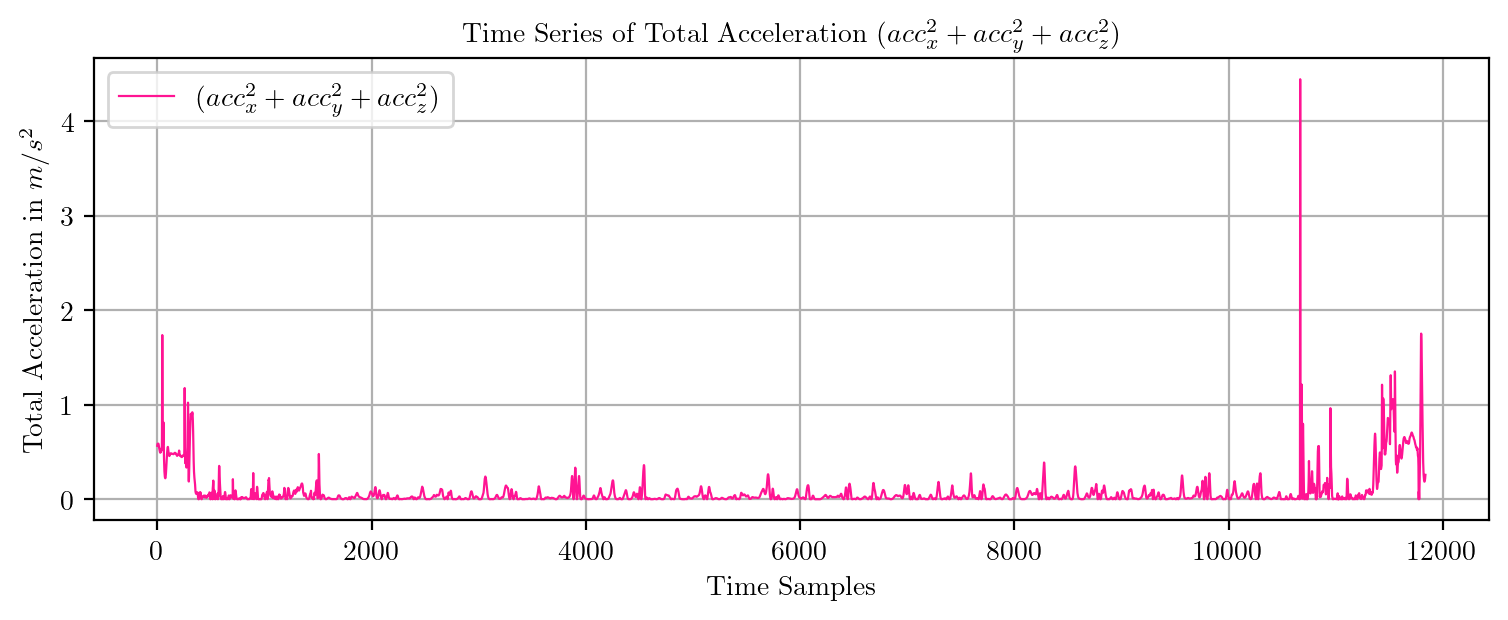 Time Series of Total Acceleration ($acc_x^2 + acc_y^2 + acc_z^2$)
($acc_x^2 + acc_y^2 + acc_z^2$)
Total Acceleration in $m/s^2$
4
3
2
1
0
0 2000 4000 6000 8000 10000 12000
Time Samples